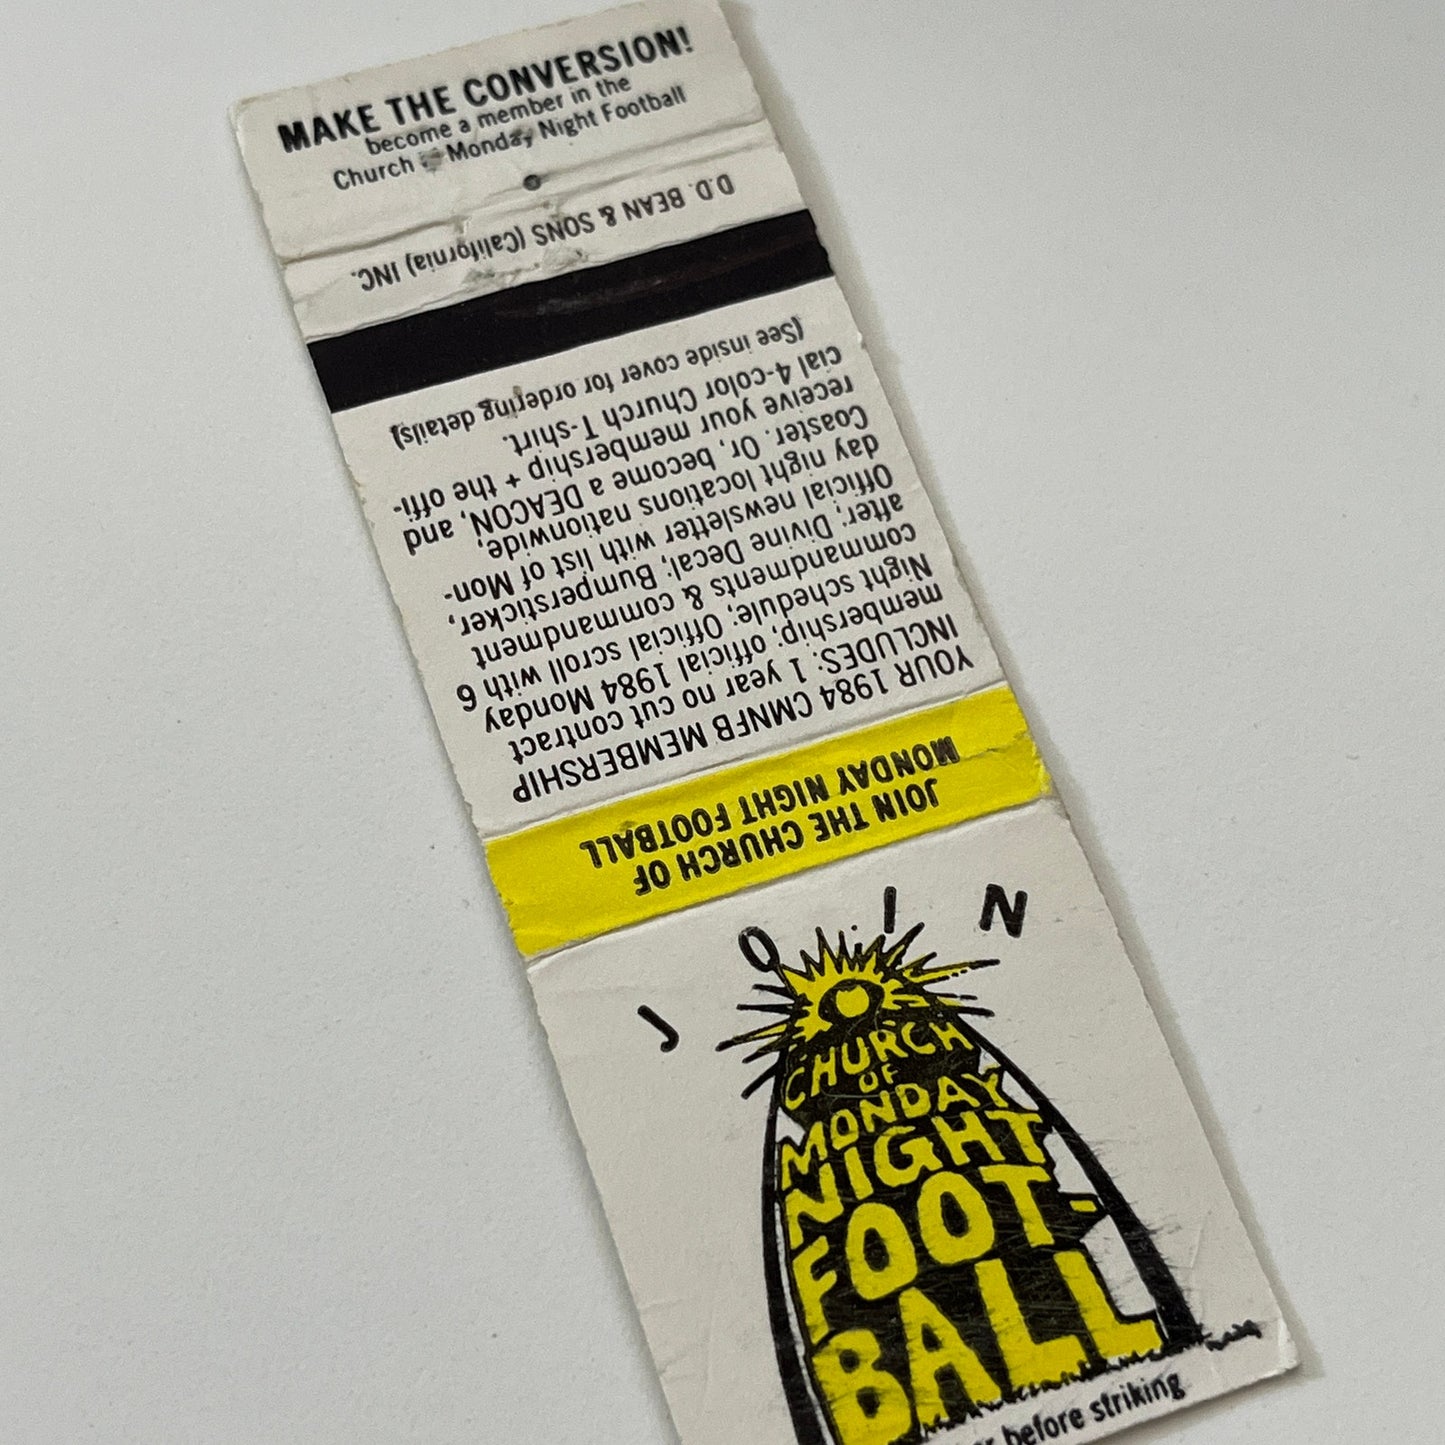 MAKE THE CONVERSION!
become a member in the
Church Monday Night Football
D.D. BEAN & SONS (California) INC.
YOUR 1984 CMNFB MEMBERSHIP
INCLUDES: 1 year no cut contract
membership; official 1984 Monday
Night schedule; Official scroll with 6
commandments & commandment
after; Divine Decal; Bumpersticker,
Official newsletter with list of Mon-
day night locations nationwide,
Coaster. Or, become a DEACON, and
receive your membership + the offi-
cial 4-color Church T-shirt.
(See inside cover for ordering details)
JOIN THE CHURCH OF
MONDAY NIGHT FOOTBALL
JOIN
CHURCH
OF
MONDAY
NIGHT
FOOT-
BALL
before striking